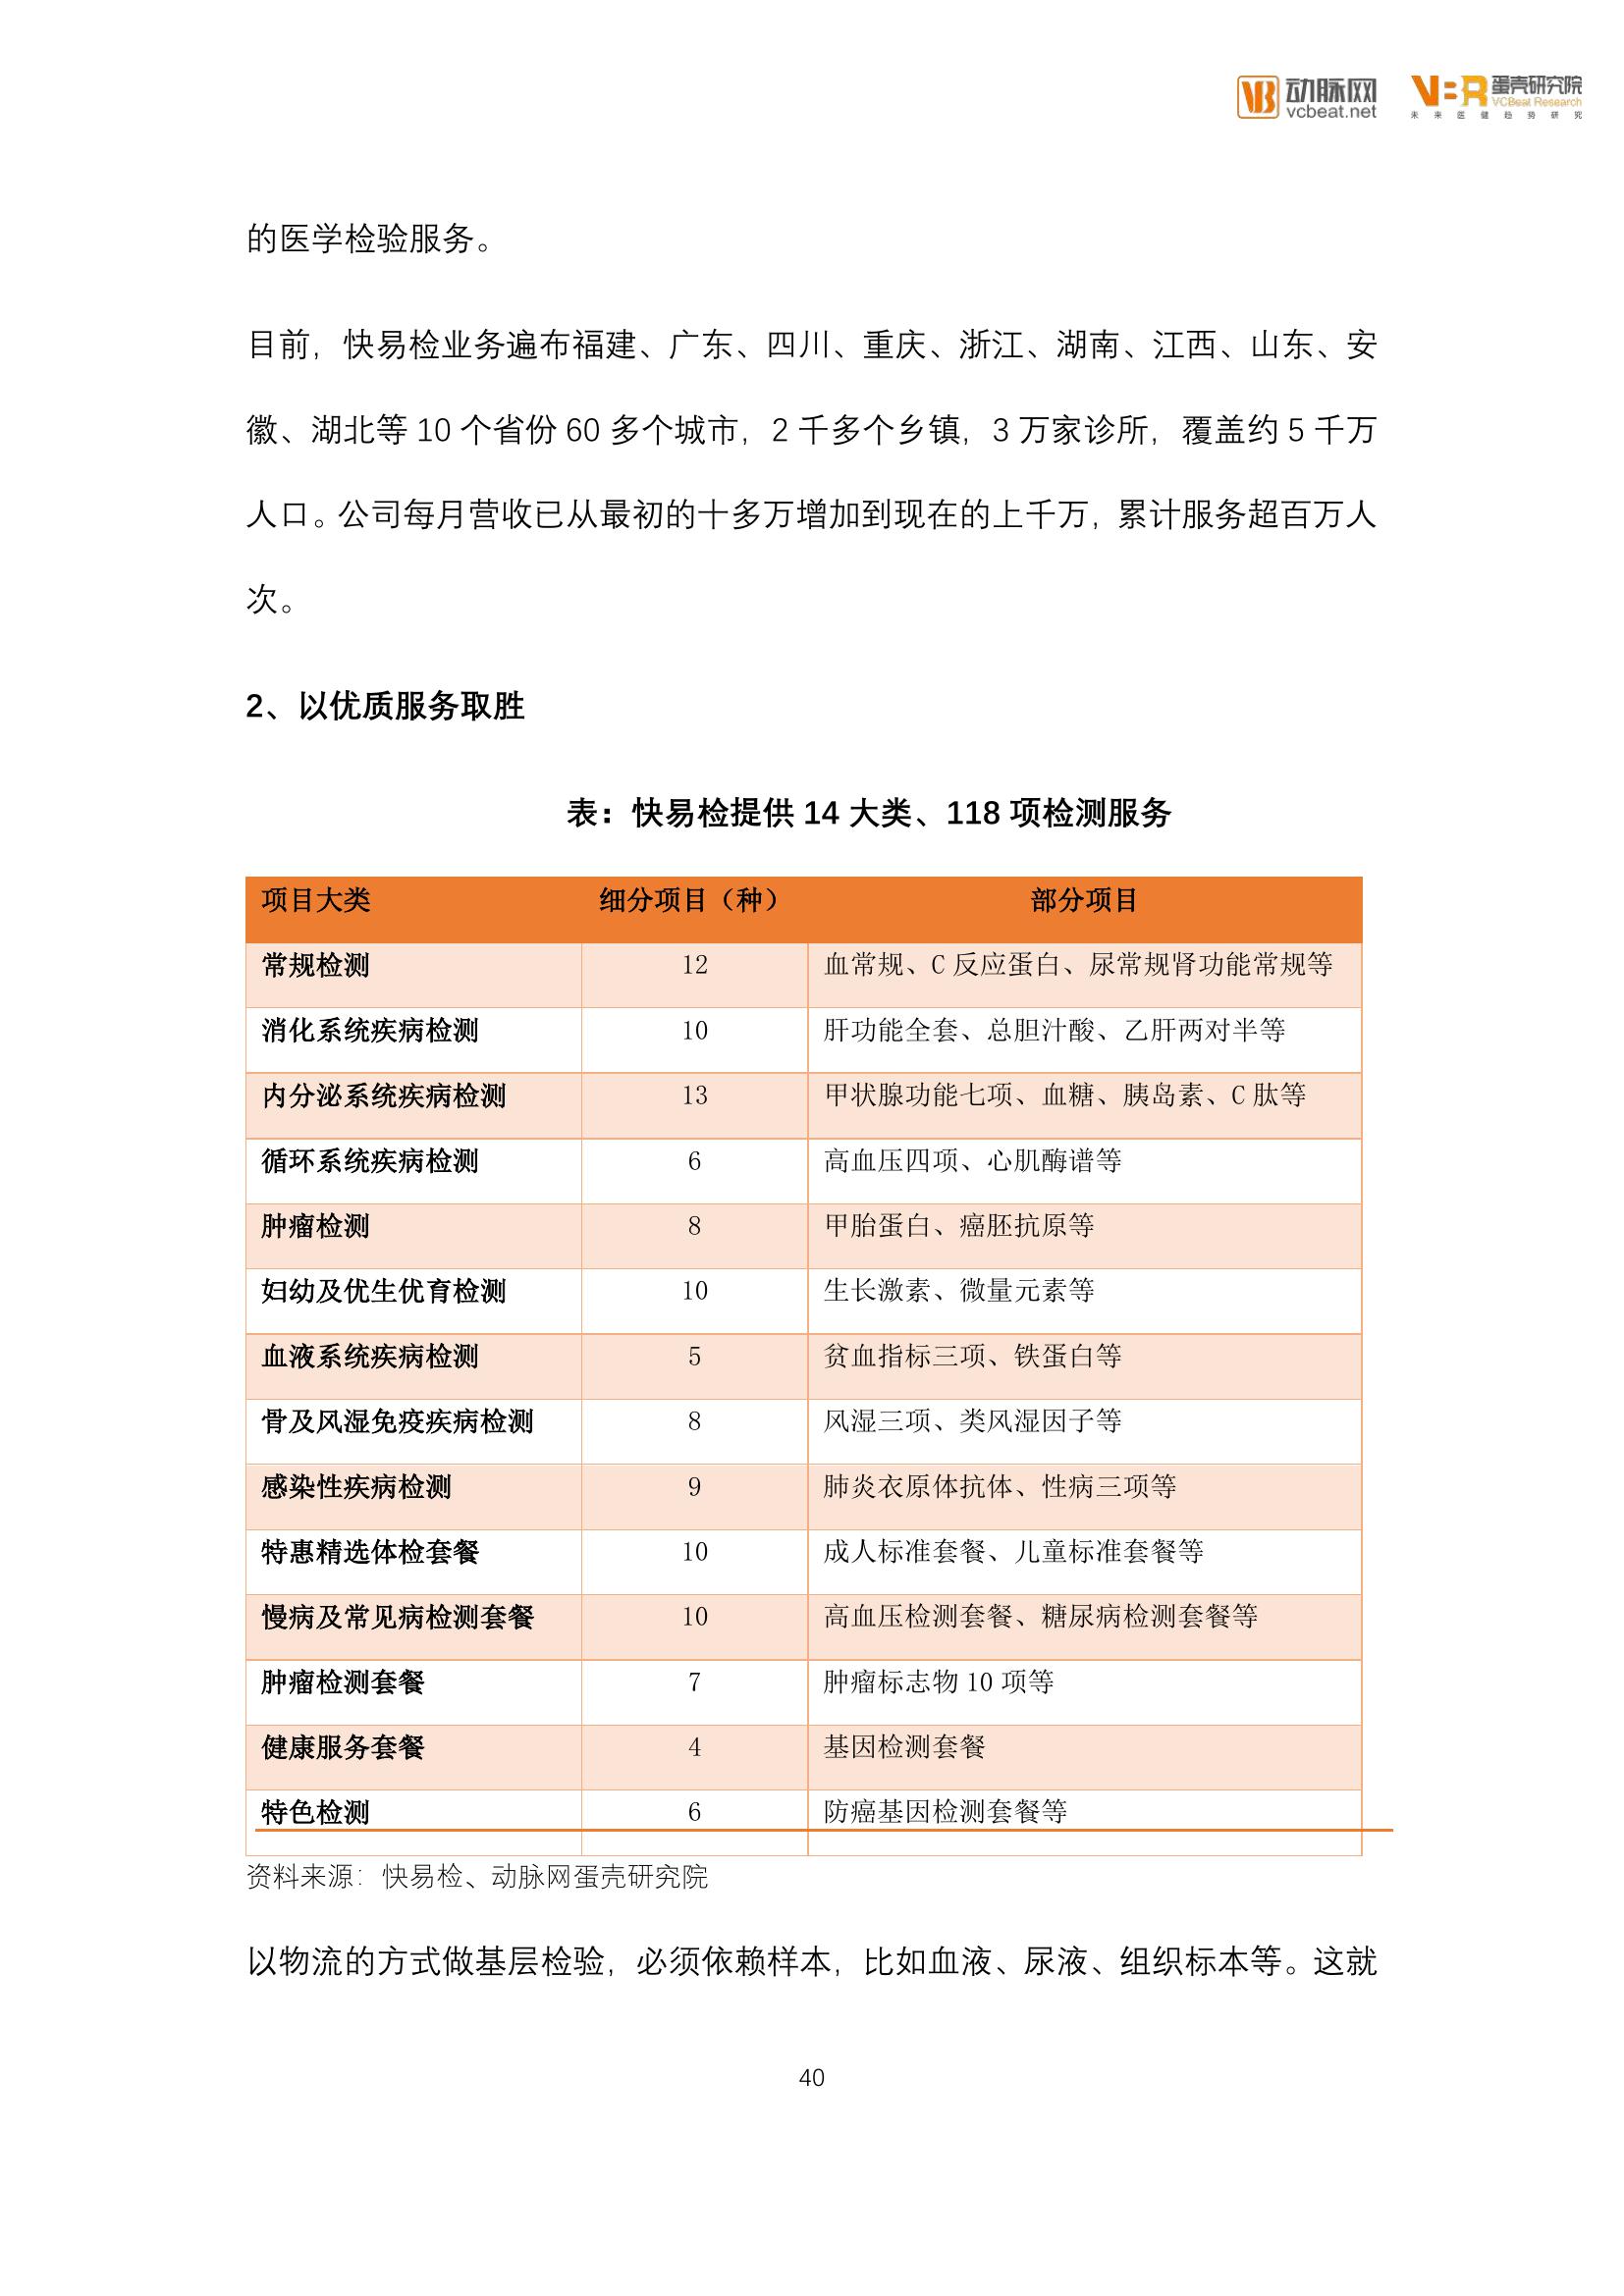 动脉网
vcbeat.net
VBR 蛋壳研究院
VCBeat Research
未来医健趋势研究
的医学检验服务。
目前，快易检业务遍布福建、广东、四川、重庆、浙江、湖南、江西、山东、安
徽、湖北等 10 个省份 60 多个城市，2 千多个乡镇，3 万家诊所，覆盖约 5 千万
人口。公司每月营收已从最初的十多万增加到现在的上千万，累计服务超百万人
次。
2、以优质服务取胜
表：快易检提供 14 大类、118 项检测服务
项目大类 细分项目（种） 部分项目
常规检测 12 血常规、C 反应蛋白、尿常规肾功能常规等
消化系统疾病检测 10 肝功能全套、总胆汁酸、乙肝两对半等
内分泌系统疾病检测 13 甲状腺功能七项、血糖、胰岛素、C 肽等
循环系统疾病检测 6 高血压四项、心肌酶谱等
肿瘤检测 8 甲胎蛋白、癌胚抗原等
妇幼及优生优育检测 10 生长激素、微量元素等
血液系统疾病检测 5 贫血指标三项、铁蛋白等
骨及风湿免疫疾病检测 8 风湿三项、类风湿因子等
感染性疾病检测 9 肺炎衣原体抗体、性病三项等
特惠精选体检套餐 10 成人标准套餐、儿童标准套餐等
慢病及常见病检测套餐 10 高血压检测套餐、糖尿病检测套餐等
肿瘤检测套餐 7 肿瘤标志物 10 项等
健康服务套餐 4 基因检测套餐
特色检测 6 防癌基因检测套餐等
资料来源：快易检、动脉网蛋壳研究院
以物流的方式做基层检验，必须依赖样本，比如血液、尿液、组织标本等。这就
40